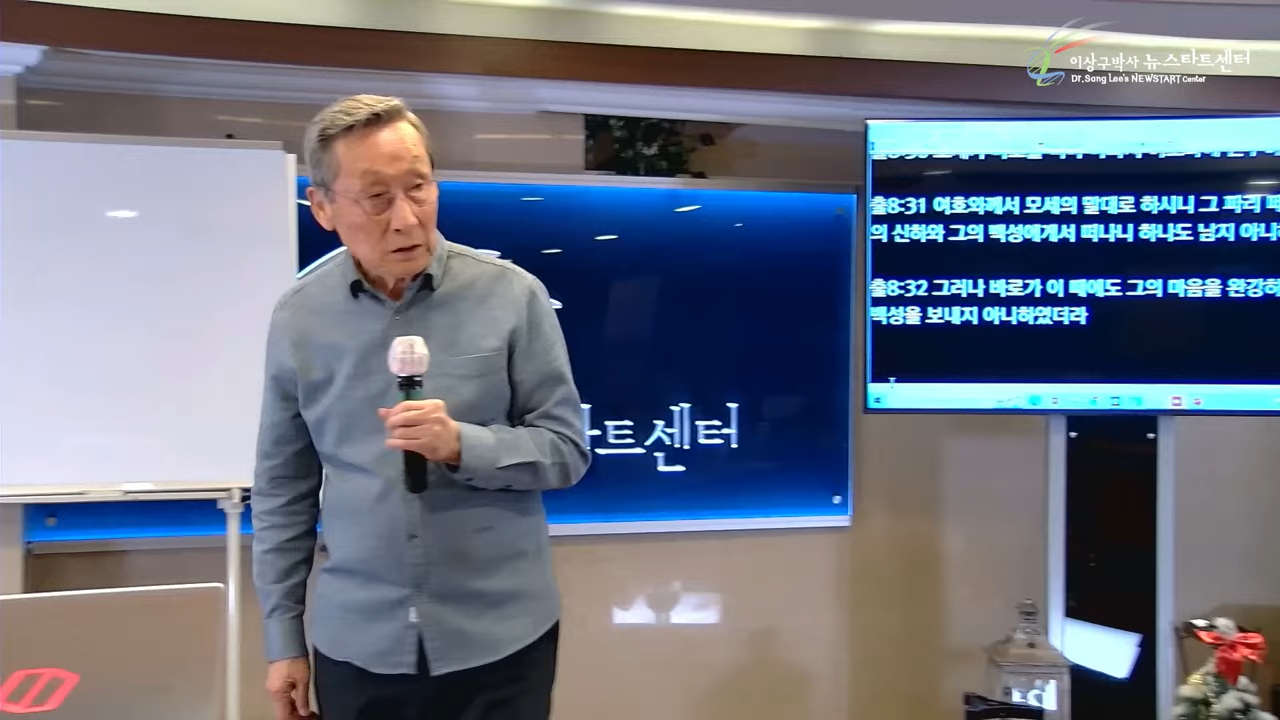 이상구박사 뉴스타트센터
Dr. Sang Lee's NEWSTART Center
출8:31 여호와께서 모세의 말대로 하시니 그 파리
의 신하와 그의 백성에게서 떠나니 하나도 남지 아니
출8:32 그러나 바로가 이 때에도 그의 마음을 완강하
백성을 보내지 아니하였더라
트센터